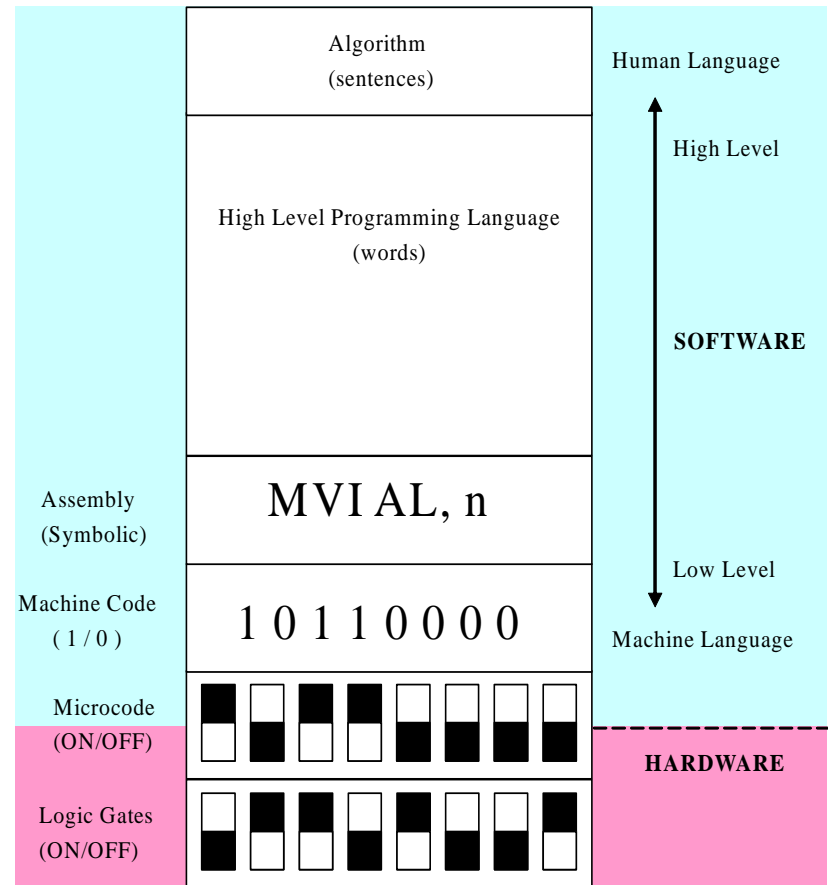 Algorithm
(sentences)
Human Language
High Level
High Level Programming Language
(words)
SOFTWARE
Assembly
(Symbolic)
MVI AL, n
Low Level
Machine Code
( 1 / 0 )
1 0 1 1 0 0 0 0
Machine Language
Microcode
(ON/OFF)
HARDWARE
Logic Gates
(ON/OFF)